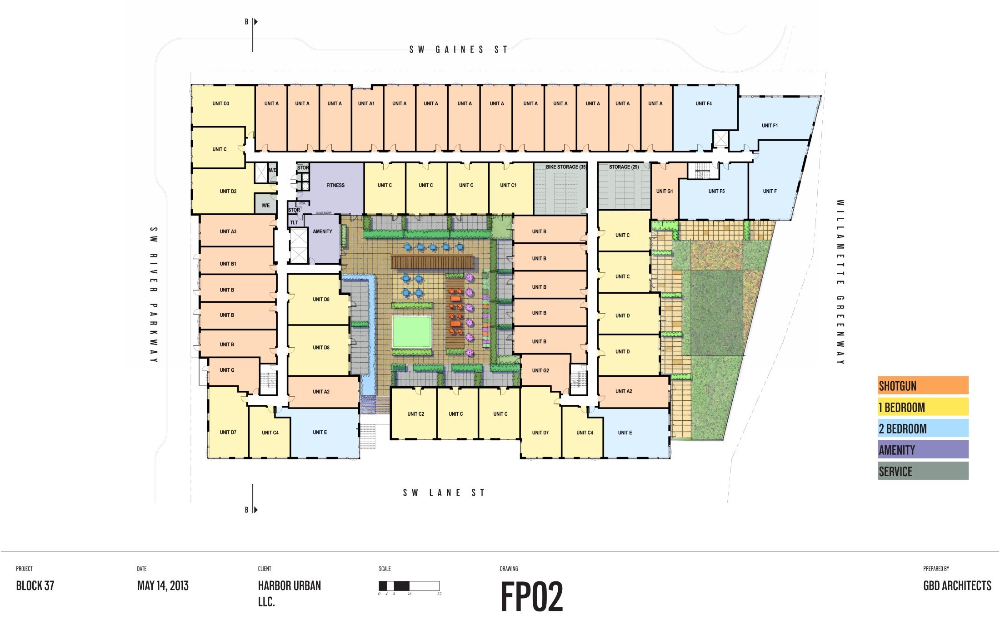 B
SW GAINES ST
UNIT D3
UNIT A
UNIT A
UNIT A
UNIT A1
UNIT A
UNIT A
UNIT A
UNIT A
UNIT A
UNIT A
UNIT A
UNIT A
UNIT A
UNIT F4
UNIT F1
UNIT C
M/E
STOR
FITNESS
UNIT C
UNIT C
UNIT C
UNIT C1
BIKE STORAGE (35)
STORAGE (29)
UNIT G1
UNIT F5
UNIT F
UNIT D2
M/E
STOR
STOR
GLASS SLIDER
TLT
AMENITY
UNIT A3
UNIT B1
UNIT B
UNIT B
UNIT B
UNIT G
UNIT D8
UNIT D8
UNIT A2
UNIT B
UNIT B
UNIT B
UNIT B
UNIT B
UNIT G2
UNIT C
UNIT C
UNIT D
UNIT D
UNIT A2
UNIT D7
UNIT C4
UNIT E
UNIT C2
UNIT C
UNIT C
UNIT D7
UNIT C4
UNIT E
SW RIVER PARKWAY
WILLAMETTE GREENWAY
SHOTGUN
1 BEDROOM
2 BEDROOM
AMENITY
SERVICE
SW LANE ST
B
PROJECT
BLOCK 37
DATE
MAY 14, 2013
CLIENT
HARBOR URBAN
LLC.
SCALE
0 4 8 16 32
DRAWING
FP02
PREPARED BY
GBD ARCHITECTS